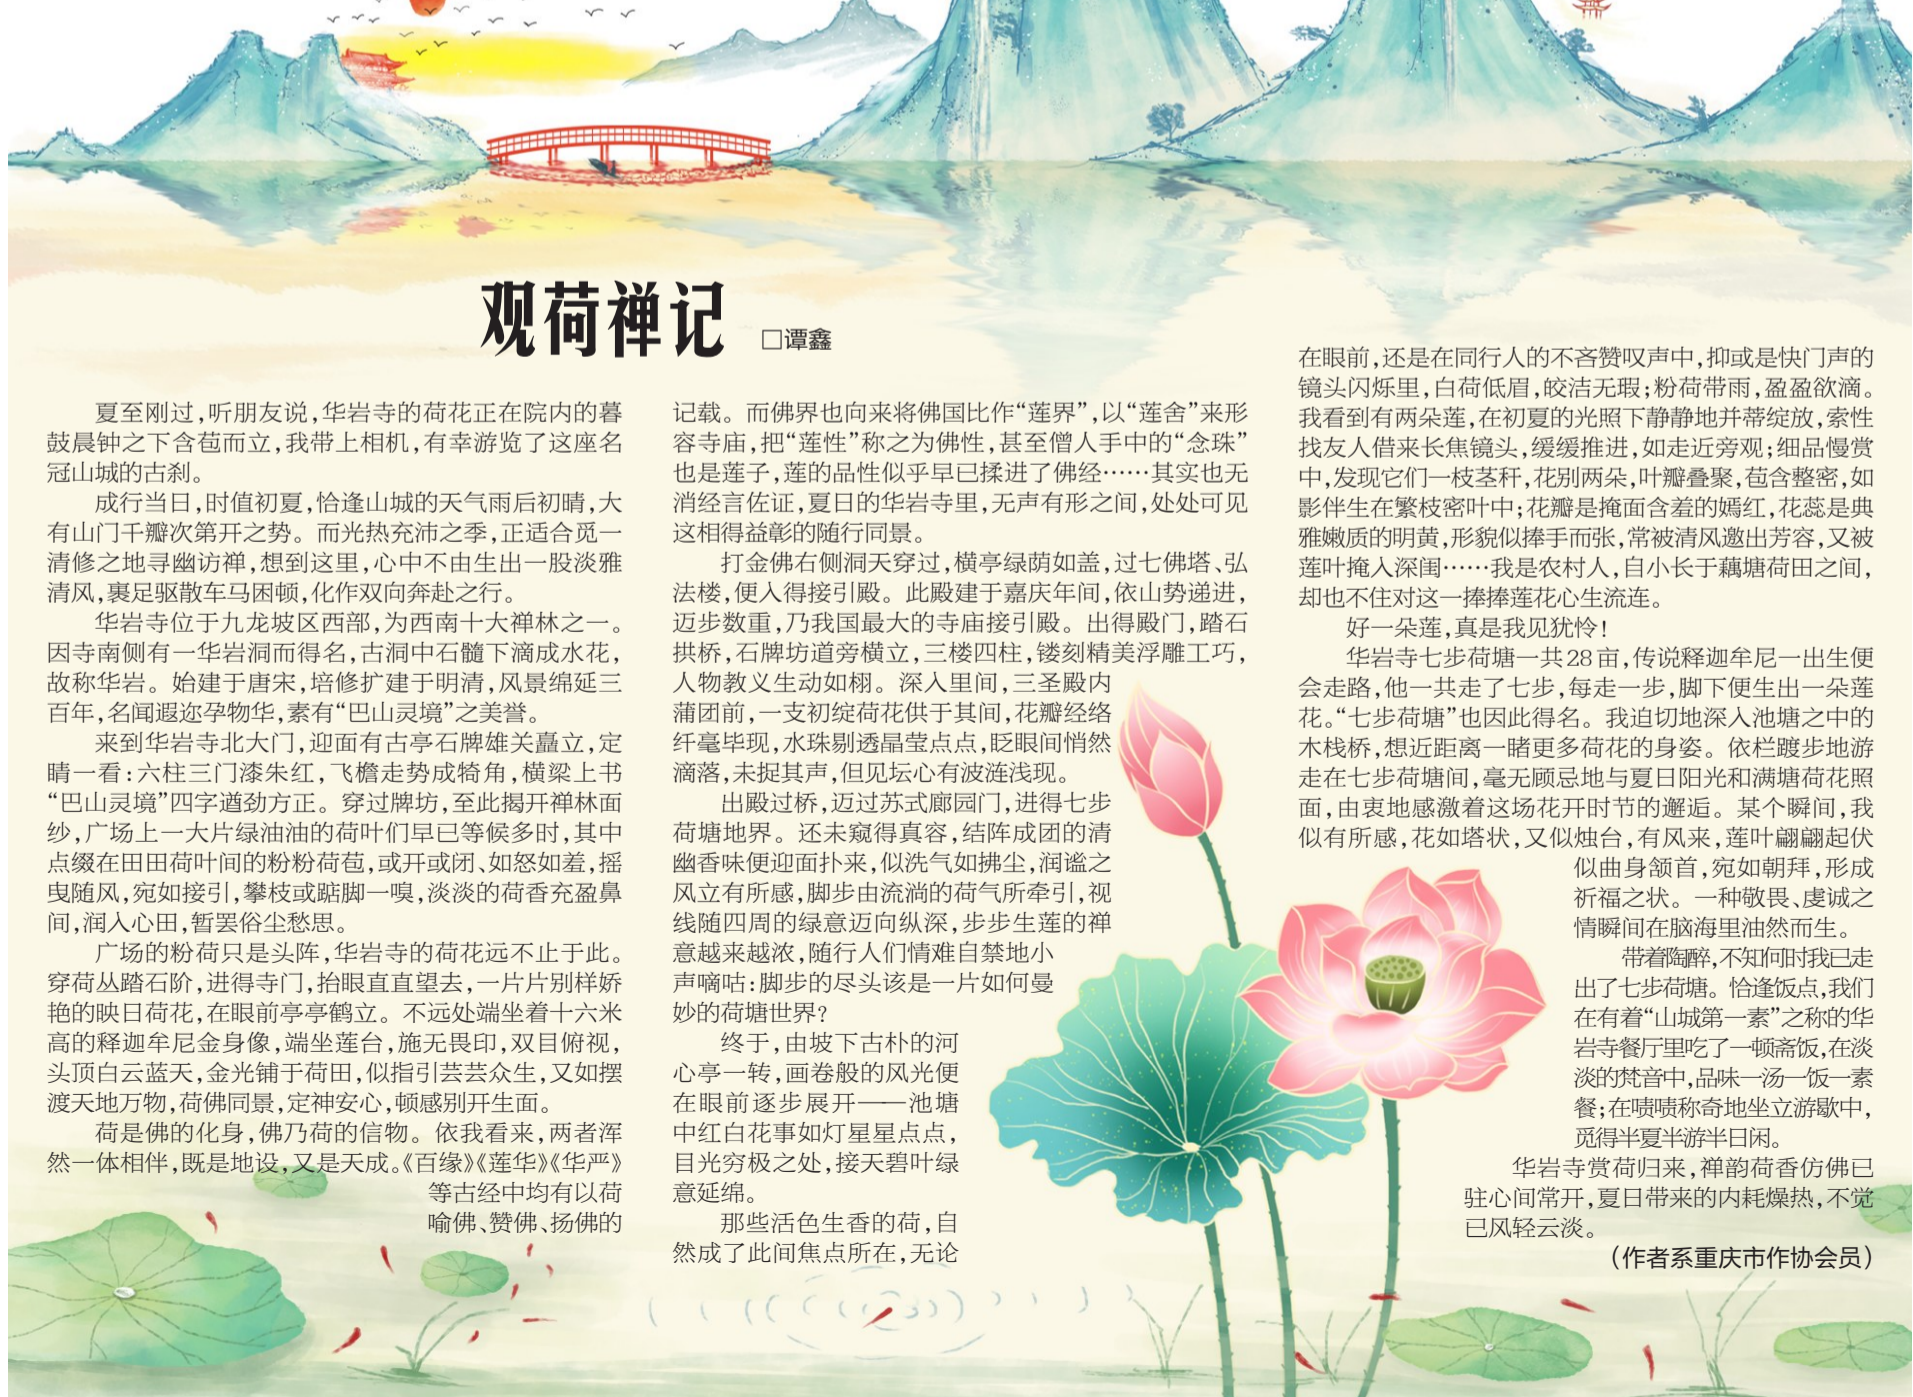 观荷禅记
□谭鑫
夏至刚过,听朋友说,华岩寺的荷花正在院内的暮
鼓晨钟之下含苞而立,我带上相机,有幸游览了这座名
冠山城的古刹。
成行当日,时值初夏,恰逢山城的天气雨后初晴,大
有山门千瓣次第开之势。而光热充沛之季,正适合觅一
清修之地寻幽访禅,想到这里,心中不由生出一股淡雅
清风,裹足驱散车马困顿,化作双向奔赴之行。
华岩寺位于九龙坡区西部,为西南十大禅林之一。
因寺南侧有一华岩洞而得名,古洞中石髓下滴成水花,
故称华岩。始建于唐宋,培修扩建于明清,风景绵延三
百年,名闻遐迩孕物华,素有“巴山灵境”之美誉。
来到华岩寺北大门,迎面有古亭石牌雄关矗立,定
睛一看:六柱三门漆朱红,飞檐走势成犄角,横梁上书
“巴山灵境”四字遒劲方正。穿过牌坊,至此揭开禅林面
纱,广场上一大片绿油油的荷叶们早已等候多时,其中
点缀在田田荷叶间的粉粉荷苞,或开或闭、如怒如羞,摇
曳随风,宛如接引,攀枝或踮脚一嗅,淡淡的荷香充盈鼻
间,润入心田,暂罢俗尘愁思。
广场的粉荷只是头阵,华岩寺的荷花远不止于此。
穿荷丛踏石阶,进得寺门,抬眼直直望去,一片片别样娇
艳的映日荷花,在眼前亭亭鹤立。不远处端坐着十六米
高的释迦牟尼金身像,端坐莲台,施无畏印,双目俯视,
头顶白云蓝天,金光铺于荷田,似指引芸芸众生,又如摆
渡天地万物,荷佛同景,定神安心,顿感别开生面。
荷是佛的化身,佛乃荷的信物。依我看来,两者浑
然一体相伴,既是地设,又是天成。《百缘》《莲华》《华严》
等古经中均有以荷
喻佛、赞佛、扬佛的
记载。而佛界也向来将佛国比作“莲界”,以“莲舍”来形
容寺庙,把“莲性”称之为佛性,甚至僧人手中的“念珠”
也是莲子,莲的品性似乎早已揉进了佛经……其实也无
消经言佐证,夏日的华岩寺里,无声有形之间,处处可见
这相得益彰的随行同景。
打金佛右侧洞天穿过,横亭绿荫如盖,过七佛塔、弘
法楼,便入得接引殿。此殿建于嘉庆年间,依山势递进,
迈步数重,乃我国最大的寺庙接引殿。出得殿门,踏石
拱桥,石牌坊道旁横立,三楼四柱,镂刻精美浮雕工巧,
人物教义生动如栩。深入里间,三圣殿内
蒲团前,一支初绽荷花供于其间,花瓣经络
纤毫毕现,水珠剔透晶莹点点,眨眼间悄然
滴落,未捉其声,但见坛心有波涟浅现。
出殿过桥,迈过苏式廊园门,进得七步
荷塘地界。还未窥得真容,结阵成团的清
幽香味便迎面扑来,似洗气如拂尘,润谧之
风立有所感,脚步由流淌的荷气所牵引,视
线随四周的绿意迈向纵深,步步生莲的禅
意越来越浓,随行人们情难自禁地小
声嘀咕:脚步的尽头该是一片如何曼
妙的荷塘世界?
终于,由坡下古朴的河
心亭一转,画卷般的风光便
在眼前逐步展开——池塘
中红白花事如灯星星点点,
目光穷极之处,接天碧叶绿
意延绵。
那些活色生香的荷,自
然成了此间焦点所在,无论
在眼前,还是在同行人的不吝赞叹声中,抑或是快门声的
镜头闪烁里,白荷低眉,皎洁无瑕;粉荷带雨,盈盈欲滴。
我看到有两朵莲,在初夏的光照下静静地并蒂绽放,索性
找友人借来长焦镜头,缓缓推进,如走近旁观;细品慢赏
中,发现它们一枝茎秆,花别两朵,叶瓣叠聚,苞含整密,如
影伴生在繁枝密叶中;花瓣是掩面含羞的嫣红,花蕊是典
雅嫩质的明黄,形貌似捧手而张,常被清风邀出芳容,又被
莲叶掩入深闺……我是农村人,自小长于藕塘荷田之间,
却也不住对这一捧捧莲花心生流连。
好一朵莲,真是我见犹怜!
华岩寺七步荷塘一共28亩,传说释迦牟尼一出生便
会走路,他一共走了七步,每走一步,脚下便生出一朵莲
花。“七步荷塘”也因此得名。我迫切地深入池塘之中的
木栈桥,想近距离一睹更多荷花的身姿。依栏踱步地游
走在七步荷塘间,毫无顾忌地与夏日阳光和满塘荷花照
面,由衷地感激着这场花开时节的邂逅。某个瞬间,我
似有所感,花如塔状,又似烛台,有风来,莲叶翩翩起伏
似曲身颔首,宛如朝拜,形成
祈福之状。一种敬畏、虔诚之
情瞬间在脑海里油然而生。
带着陶醉,不知何时我已走
出了七步荷塘。恰逢饭点,我们
在有着“山城第一素”之称的华
岩寺餐厅里吃了一顿斋饭,在淡
淡的梵音中,品味一汤一饭一素
餐;在啧啧称奇地坐立游歇中,
觅得半夏半游半日闲。
华岩寺赏荷归来,禅韵荷香仿佛已
驻心间常开,夏日带来的内耗燥热,不觉
已风轻云淡。
(作者系重庆市作协会员)